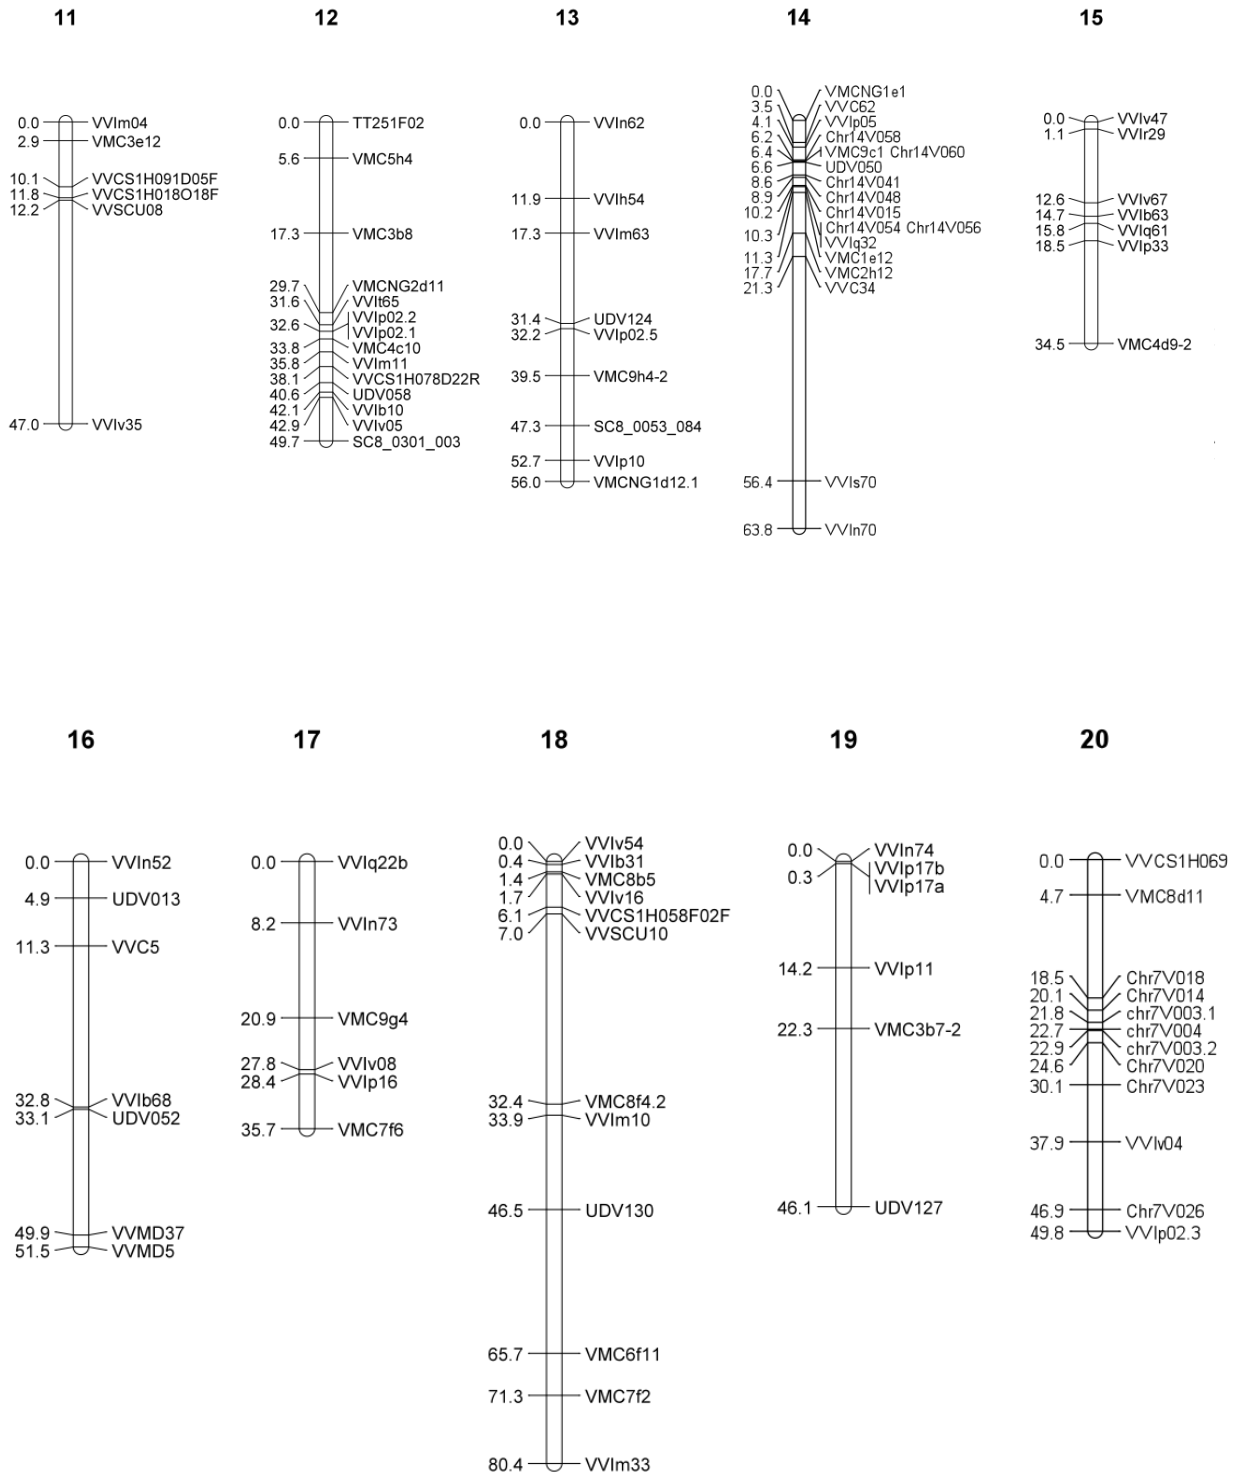 11
0.0 VVIm04
2.9 VMC3e12
10.1 VVCS1H091D05F
11.8 VVCS1H018O18F
12.2 VVSCU08
47.0 VVIv35
12
0.0 TT251F02
5.6 VMC5h4
17.3 VMC3b8
29.7 VMCNG2d11
31.6 VVIt65
32.6 VVIp02.2
VVIp02.1
33.8 VMC4c10
35.8 VVIm11
38.1 VVCS1H078D22R
40.6 UDV058
42.1 VVIb10
42.9 VVIv05
49.7 SC8_0301_003
13
0.0 VVIn62
11.9 VVIh54
17.3 VVIm63
31.4 UDV124
32.2 VVIp02.5
39.5 VMC9h4-2
47.3 SC8_0053_084
52.7 VVIp10
56.0 VMCNG1d12.1
14
0.0 VMCNG1e1
3.5 VVC62
4.1 VVIp05
6.2 Chr14V058
6.4 VMC9c1 Chr14V060
6.6 UDV050
8.6 Chr14V041
8.9 Chr14V048
10.2 Chr14V015
10.3 Chr14V054 Chr14V056
VVIq32
11.3 VMC1e12
17.7 VMC2h12
21.3 VVC34
56.4 VVIs70
63.8 VVIn70
15
0.0 VVIv47
1.1 VVIr29
12.6 VVIv67
14.7 VVIb63
15.8 VVIq61
18.5 VVIp33
34.5 VMC4d9-2
16
0.0 VVIn52
4.9 UDV013
11.3 VVC5
32.8 VVIb68
33.1 UDV052
49.9 VVMD37
51.5 VVMD5
17
0.0 VVIq22b
8.2 VVIn73
20.9 VMC9g4
27.8 VVIv08
28.4 VVIp16
35.7 VMC7f6
18
0.0 VVIv54
0.4 VVIb31
1.4 VMC8b5
1.7 VVIv16
6.1 VVCS1H058F02F
7.0 VVSCU10
32.4 VMC8f4.2
33.9 VVIm10
46.5 UDV130
65.7 VMC6f11
71.3 VMC7f2
80.4 VVIm33
19
0.0 VVIn74
0.3 VVIp17b
VVIp17a
14.2 VVIp11
22.3 VMC3b7-2
46.1 UDV127
20
0.0 VVCS1H069
4.7 VMC8d11
18.5 Chr7V018
20.1 Chr7V014
21.8 chr7V003.1
22.7 chr7V004
22.9 chr7V003.2
24.6 Chr7V020
30.1 Chr7V023
37.9 VVIv04
46.9 Chr7V026
49.8 VVIp02.3